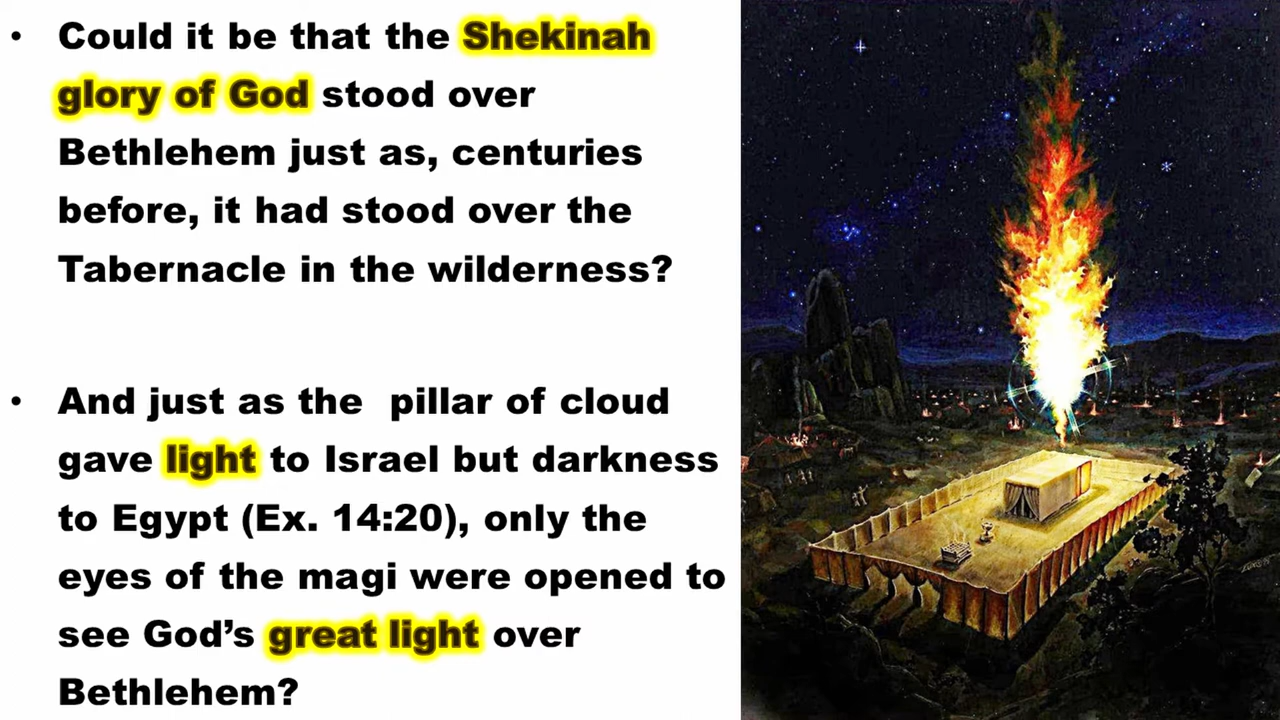 • Could it be that the Shekinah
glory of God stood over
Bethlehem just as, centuries
before, it had stood over the
Tabernacle in the wilderness?
• And just as the  pillar of cloud
gave light to Israel but darkness
to Egypt (Ex. 14:20), only the
eyes of the magi were opened to
see God’s great light over
Bethlehem?